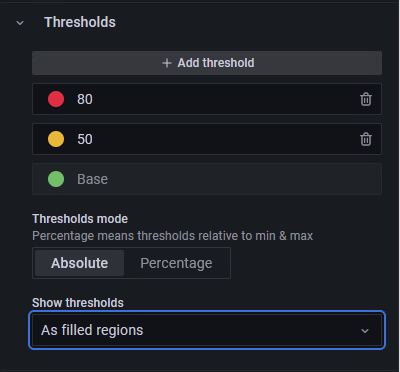 Thresholds
+ Add threshold
80
50
Base
Thresholds mode
Percentage means thresholds relative to min & max
Absolute Percentage
Show thresholds
As filled regions